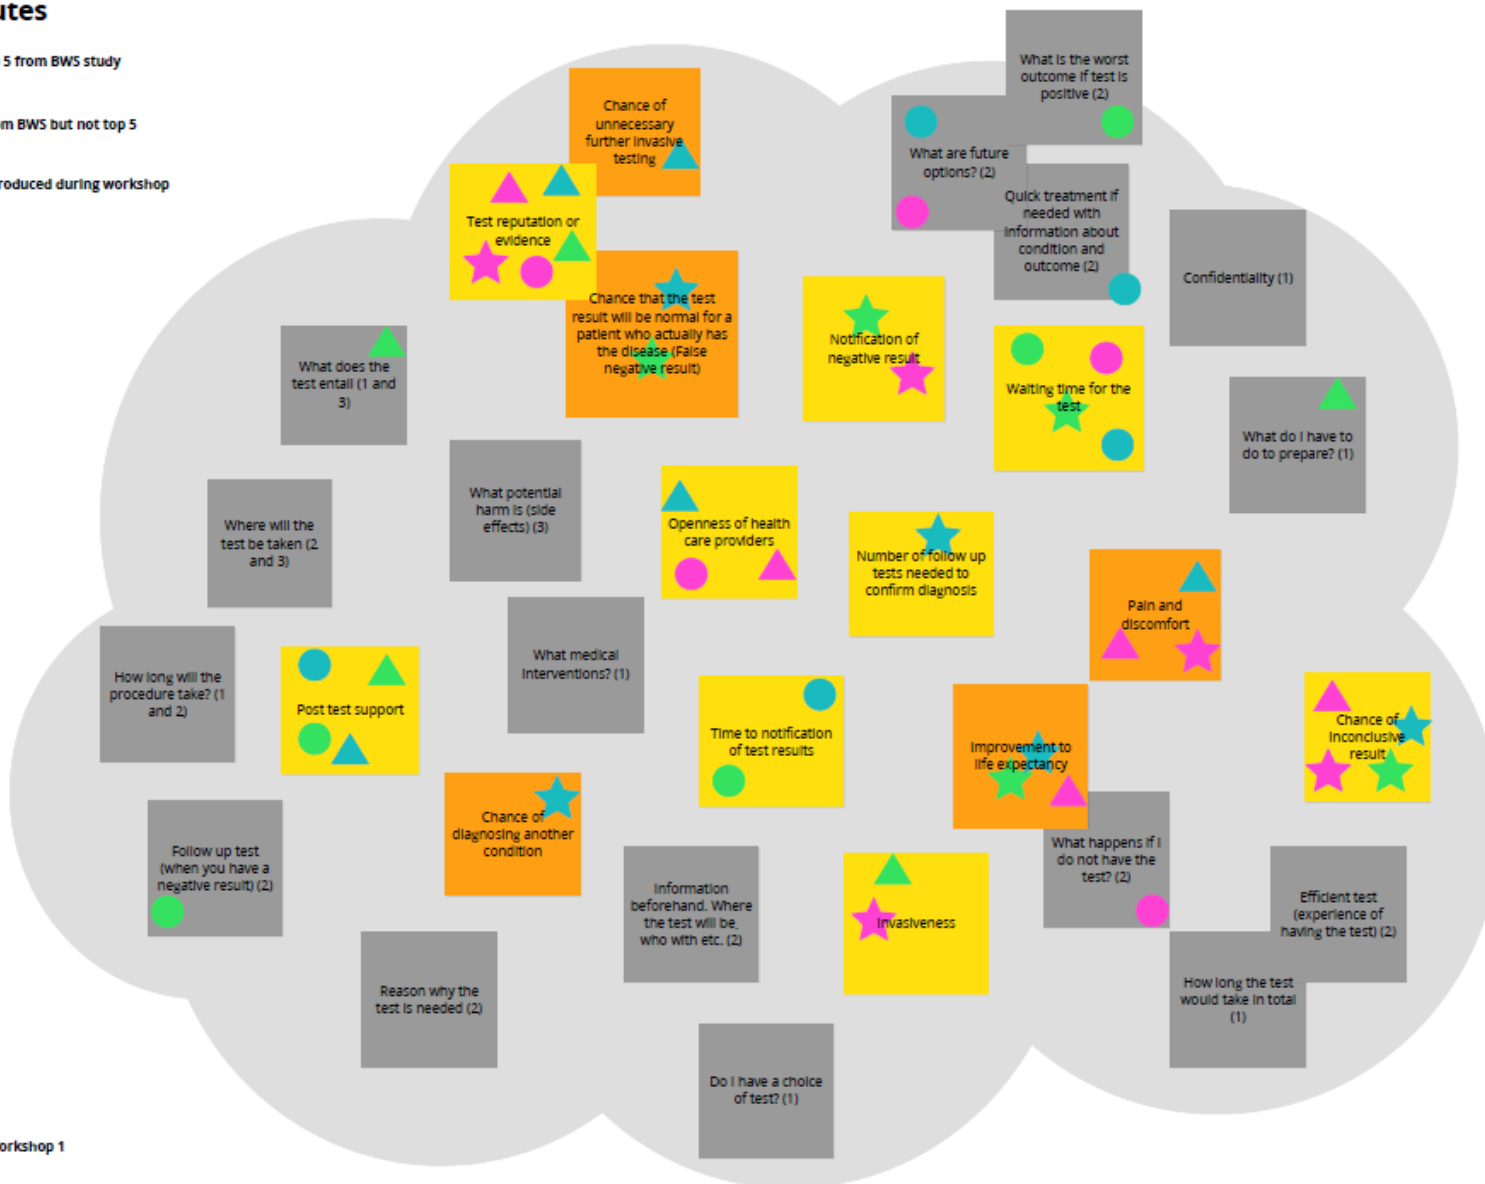 utes
5 from BWS study
om BWS but not top 5
roduced during workshop
Chance of
unnecessary
further invasive
testing
What is the worst
outcome if test is
positive (2)
What are future
options? (2)
Test reputation or
evidence
Quick treatment if
needed with
information about
condition and
outcome (2)
Confidentiality (1)
Chance that the test
result will be normal for a
patient who actually has
the disease (False
negative result)
Notification of
negative result
What does the
test entail (1 and
3)
Waiting time for the
test
What do I have to
do to prepare? (1)
Where will the
test be taken (2
and 3)
What potential
harm is (side
effects) (3)
Openness of health
care providers
Number of follow up
tests needed to
confirm diagnosis
Pain and
discomfort
How long will the
procedure take? (1
and 2)
Post test support
What medical
interventions? (1)
Time to notification
of test results
Improvement to
life expectancy
Chance of
inconclusive
result
Follow up test
(when you have a
negative result) (2)
Chance of
diagnosing another
condition
Information
beforehand. Where
the test will be,
who with etc. (2)
Invasiveness
What happens if I
do not have the
test? (2)
Efficient test
(experience of
having the test) (2)
Reason why the
test is needed (2)
How long the test
would take in total
(1)
Do I have a choice
of test? (1)
orkshop 1